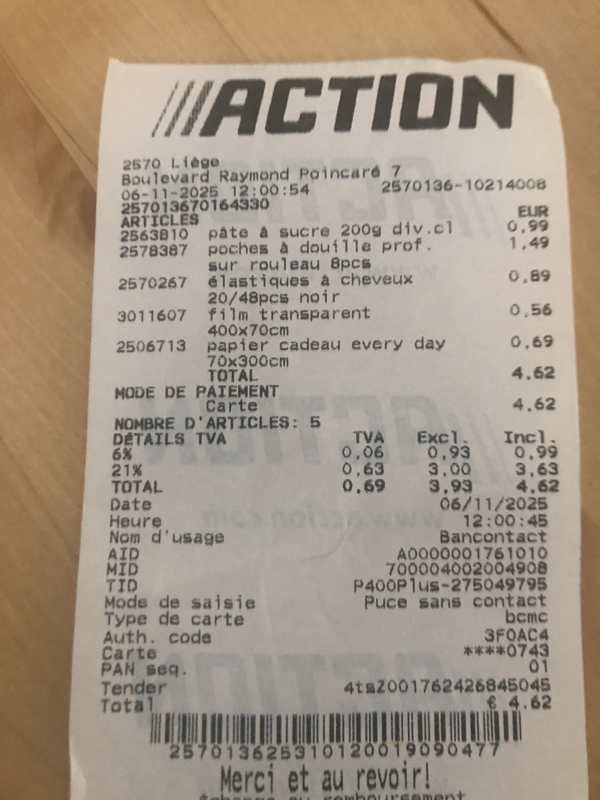 ///ACTION
2570 Liège
Boulevard Raymond Poincaré 7
06-11-2025 12:00:54 2570136-10214008
257013670164330
ARTICLES EUR
2563810 pâte à sucre 200g div.cl 0,99
2578387 poches à douille prof. 1,49
sur rouleau 8pcs
2570267 élastiques à cheveux 0,89
20/48pcs noir
3011607 film transparent 0,56
400x70cm
2506713 papier cadeau every day 0,69
70x300cm
TOTAL 4,62
MODE DE PAIEMENT
Carte 4,62
NOMBRE D'ARTICLES: 5
DÉTAILS TVA TVA Excl. Incl.
6% 0,06 0,93 0,99
21% 0,63 3,00 3,63
TOTAL 0,69 3,93 4,62
Date 06/11/2025
Heure 12:00:45
Nom d'usage Bancontact
AID A0000001761010
MID 700004002004908
TID P400Plus-275049795
Mode de saisie Puce sans contact
Type de carte bcmc
Auth. code 3F0AC4
Carte ****0743
PAN seq. 01
Tender 4tsZ001762426845045
Total € 4.62
2570136253101200190904​77
Merci et au revoir!
échange ou remboursement